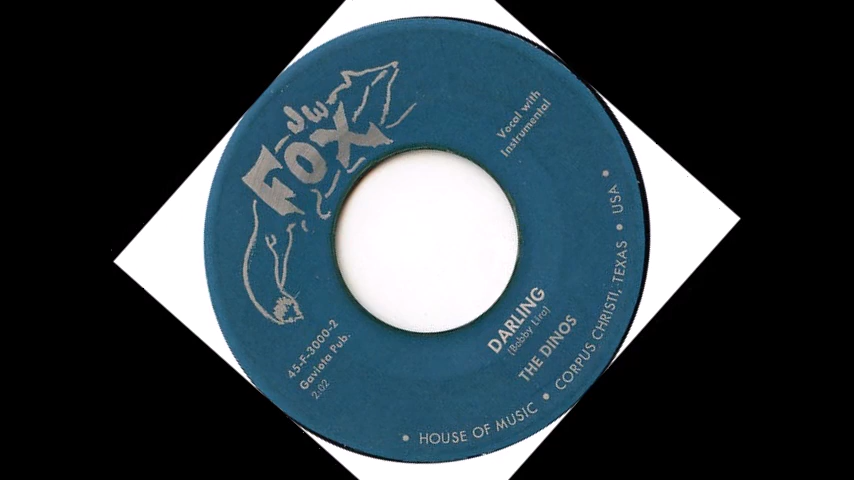 JW
FOX
Vocal with
Instrumental
45-F-3000-2
Gaviota Pub.
2:02
DARLING
(Bobby Lira)
THE DINOS
• HOUSE OF MUSIC • CORPUS CHRISTI, TEXAS • USA •